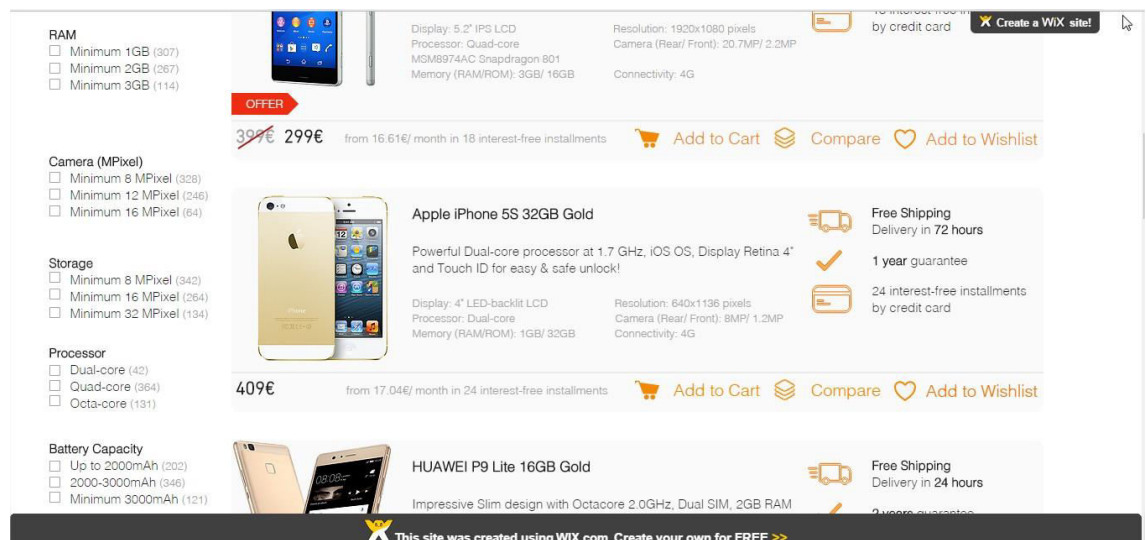 RAM
Minimum 1GB (307)
Minimum 2GB (267)
Minimum 3GB (114)
Camera (MPixel)
Minimum 8 MPixel (328)
Minimum 12 MPixel (246)
Minimum 16 MPixel (64)
Storage
Minimum 8 MPixel (342)
Minimum 16 MPixel (264)
Minimum 32 MPixel (134)
Processor
Dual-core (42)
Quad-core (364)
Octa-core (131)
Battery Capacity
Up to 2000mAh (202)
2000-3000mAh (346)
Minimum 3000mAh (121)
Display: 5.2" IPS LCD
Processor: Quad-core
MSM8974AC Snapdragon 801
Memory (RAM/ROM): 3GB/ 16GB
Resolution: 1920x1080 pixels
Camera (Rear/ Front): 20.7MP/ 2.2MP
Connectivity: 4G
interest-free
by credit card
Create a WiX site!
OFFER
399€ 299€ from 16.61€/ month in 18 interest-free installments Add to Cart Compare Add to Wishlist
Apple iPhone 5S 32GB Gold
Powerful Dual-core processor at 1.7 GHz, iOS OS, Display Retina 4"
and Touch ID for easy & safe unlock!
Display: 4" LED-backlit LCD
Processor: Dual-core
Memory (RAM/ROM): 1GB/ 32GB
Resolution: 640x1136 pixels
Camera (Rear/ Front): 8MP/ 1.2MP
Connectivity: 4G
Free Shipping
Delivery in 72 hours
1 year guarantee
24 interest-free installments
by credit card
409€ from 17.04€/ month in 24 interest-free installments Add to Cart Compare Add to Wishlist
HUAWEI P9 Lite 16GB Gold
Impressive Slim design with Octacore 2.0GHz, Dual SIM, 2GB RAM
Free Shipping
Delivery in 24 hours
2 years guarantee
This site was created using WIX.com. Create your own for FREE >>